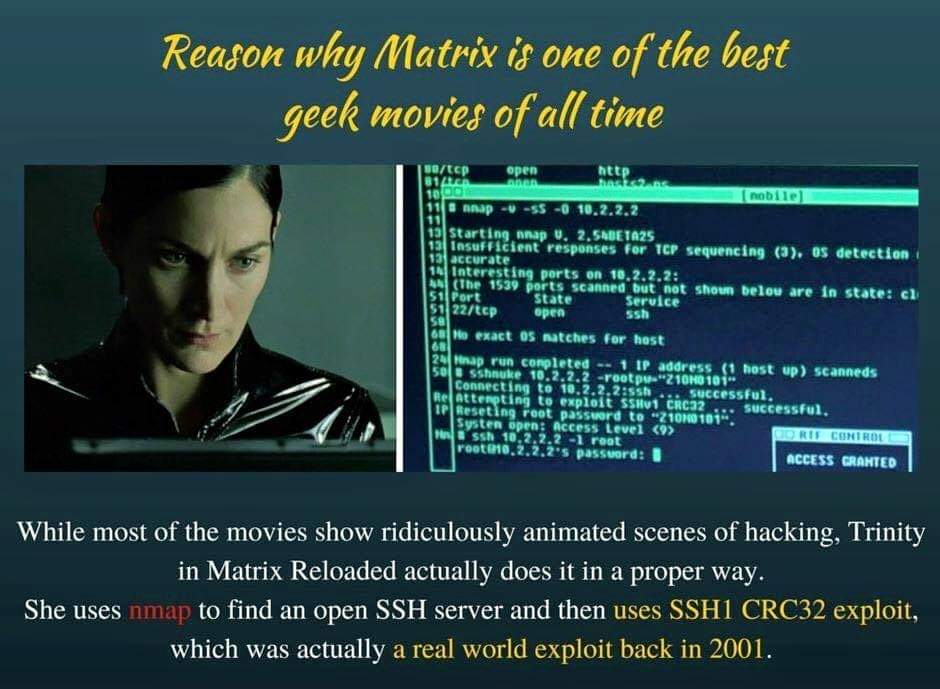 Reason why Matrix is one of the best
geek movies of all time
80/tcp open http
81/tcp open hosts2-ns
[mobile]
# nmap -v -sS -O 10.2.2.2
Starting nmap V. 2.54BETA25
Insufficient responses for TCP sequencing (3), OS detection
accurate
Interesting ports on 10.2.2.2:
(The 1539 ports scanned but not shown below are in state: cl
Port State Service
22/tcp open ssh
No exact OS matches for host
Nmap run completed -- 1 IP address (1 host up) scanneds
# sshnuke 10.2.2.2 -rootpw="Z10N0101"
Connecting to 10.2.2.2:ssh ... successful.
Attempting to exploit SSHv1 CRC32 ... successful.
Reseting root password to "Z10N0101".
System open: Access Level <9>
# ssh 10.2.2.2 -l root
root@10.2.2.2's password:
RTF CONTROL
ACCESS GRANTED
While most of the movies show ridiculously animated scenes of hacking, Trinity
in Matrix Reloaded actually does it in a proper way.
She uses nmap to find an open SSH server and then uses SSH1 CRC32 exploit,
which was actually a real world exploit back in 2001.